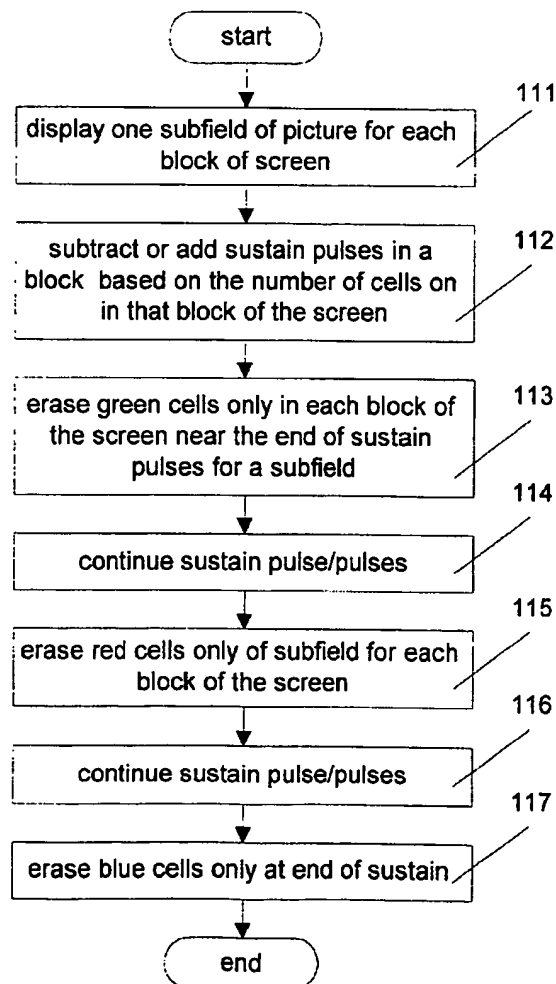 start
111
display one subfield of picture for each
block of screen
112
subtract or add sustain pulses in a
block based on the number of cells on
in that block of the screen
113
erase green cells only in each block of
the screen near the end of sustain
pulses for a subfield
114
continue sustain pulse/pulses
115
erase red cells only of subfield for each
block of the screen
116
continue sustain pulse/pulses
117
erase blue cells only at end of sustain
end